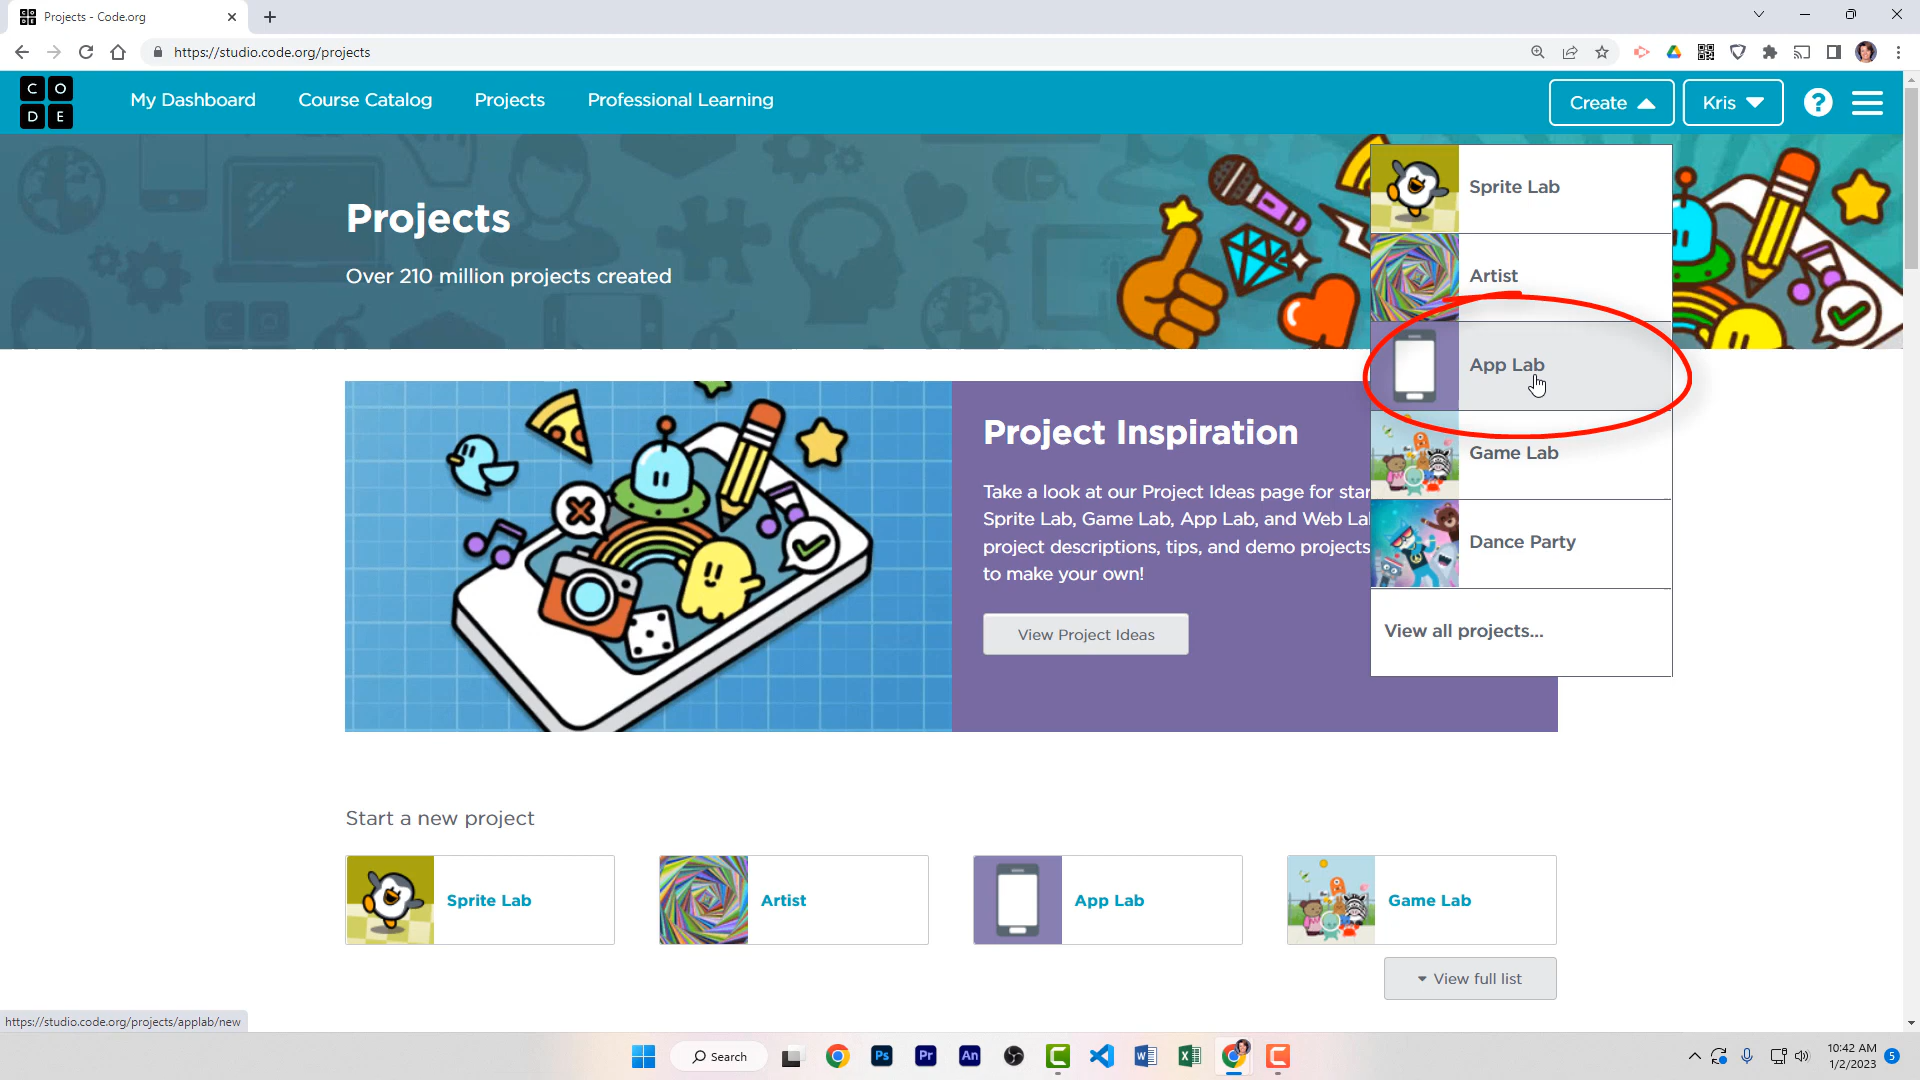 Projects - Code.org
https://studio.code.org/projects
C O D E
My Dashboard
Course Catalog
Projects
Professional Learning
Create
Kris
?
Projects
Over 210 million projects created
Sprite Lab
Artist
App Lab
Game Lab
Dance Party
View all projects...
Project Inspiration
Take a look at our Project Ideas page for star
Sprite Lab, Game Lab, App Lab, and Web La
project descriptions, tips, and demo projects
to make your own!
View Project Ideas
Start a new project
Sprite Lab
Artist
App Lab
Game Lab
View full list
https://studio.code.org/projects/applab/new
Search
Ps
Pr
An
10:42 AM
1/2/2023
5